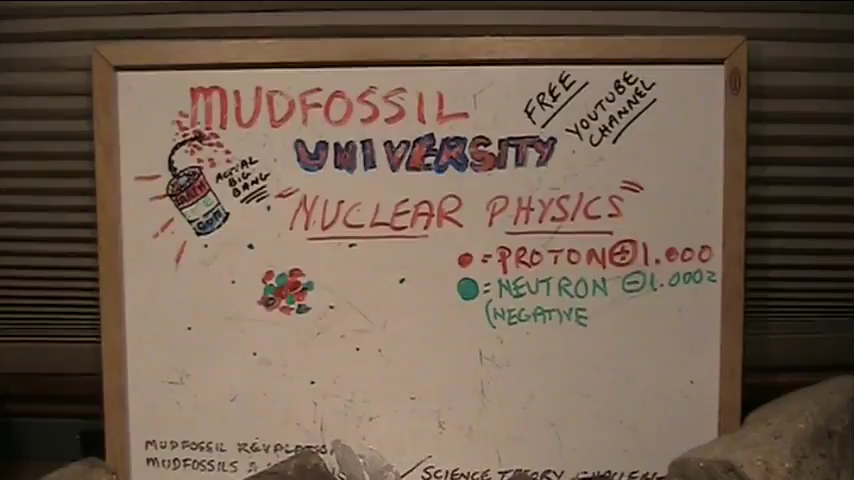 MUDFOSSIL
UNIVERSITY
FREE
YOUTUBE
CHANNEL
ACTUAL
BIG
BANG
"NUCLEAR PHYSICS"
= PROTON ⊕ 1.000
= NEUTRON ⊖ 1.0002
(NEGATIVE
MUDFOSSIL
MUDFOSSILS
SCIENCE THEORY